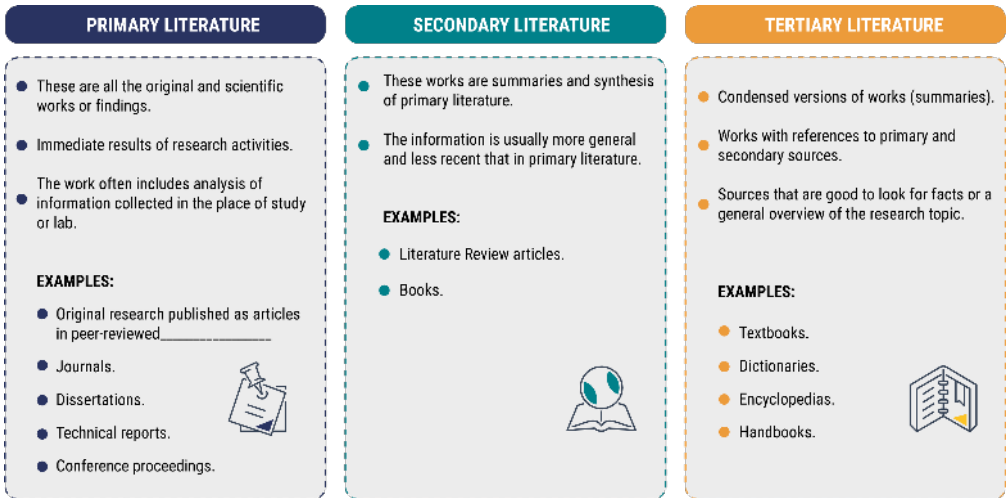 PRIMARY LITERATURE
These are all the original and scientific
works or findings.
Immediate results of research activities.
The work often includes analysis of
information collected in the place of study
or lab.
EXAMPLES:
Original research published as articles
in peer-reviewed________________
Journals.
Dissertations.
Technical reports.
Conference proceedings.
SECONDARY LITERATURE
These works are summaries and synthesis
of primary literature.
The information is usually more general
and less recent that in primary literature.
EXAMPLES:
Literature Review articles.
Books.
TERTIARY LITERATURE
Condensed versions of works (summaries).
Works with references to primary and
secondary sources.
Sources that are good to look for facts or a
general overview of the research topic.
EXAMPLES:
Textbooks.
Dictionaries.
Encyclopedias.
Handbooks.